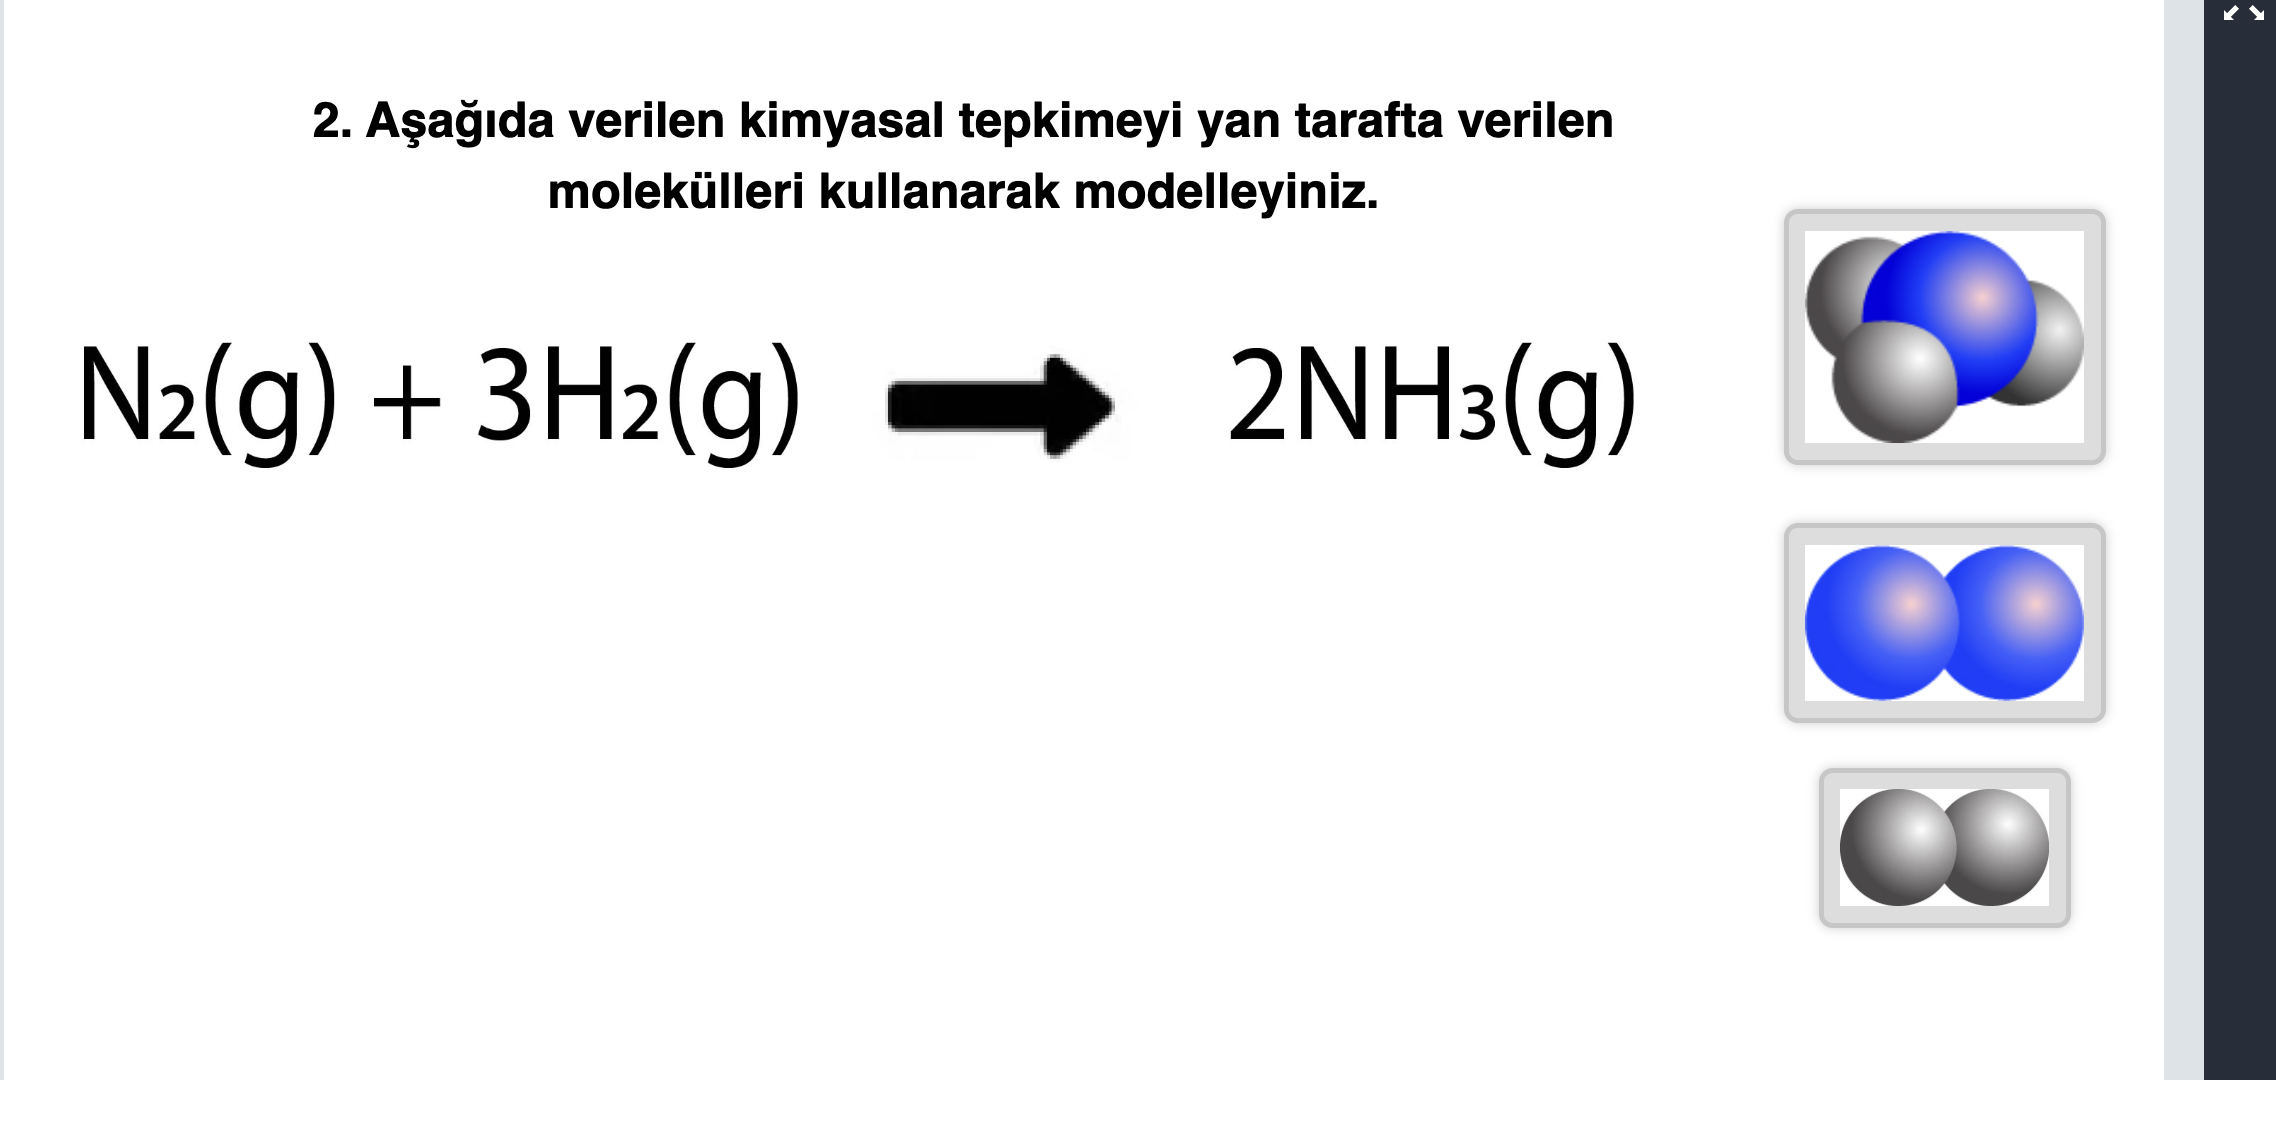 2. Aşağıda verilen kimyasal tepkimeyi yan tarafta verilen
molekülleri kullanarak modelleyiniz.
N2(g) + 3H2(g) 2NH3(g)